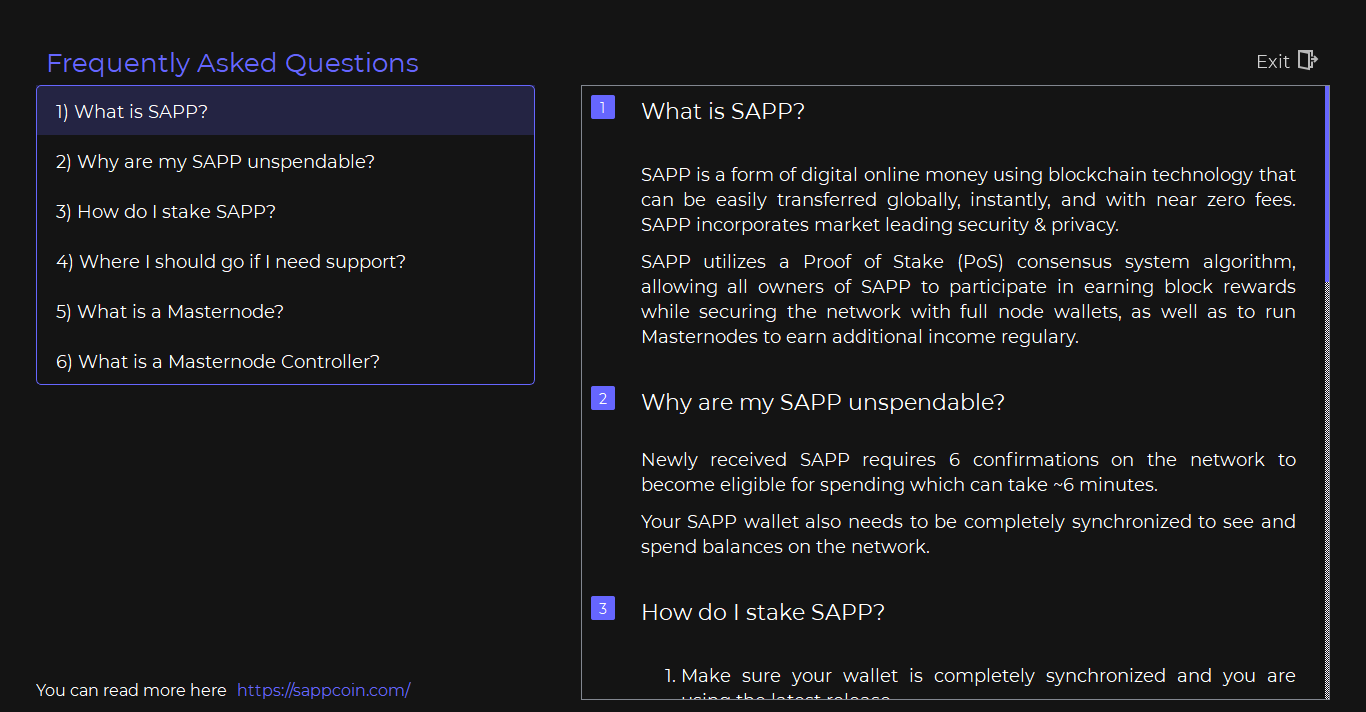 Frequently Asked Questions
Exit
1) What is SAPP?
2) Why are my SAPP unspendable?
3) How do I stake SAPP?
4) Where I should go if I need support?
5) What is a Masternode?
6) What is a Masternode Controller?
You can read more here https://sappcoin.com/
1 What is SAPP?
SAPP is a form of digital online money using blockchain technology that
can be easily transferred globally, instantly, and with near zero fees.
SAPP incorporates market leading security & privacy.
SAPP utilizes a Proof of Stake (PoS) consensus system algorithm,
allowing all owners of SAPP to participate in earning block rewards
while securing the network with full node wallets, as well as to run
Masternodes to earn additional income regulary.
2 Why are my SAPP unspendable?
Newly received SAPP requires 6 confirmations on the network to
become eligible for spending which can take ~6 minutes.
Your SAPP wallet also needs to be completely synchronized to see and
spend balances on the network.
3 How do I stake SAPP?
1. Make sure your wallet is completely synchronized and you are
using the latest release.